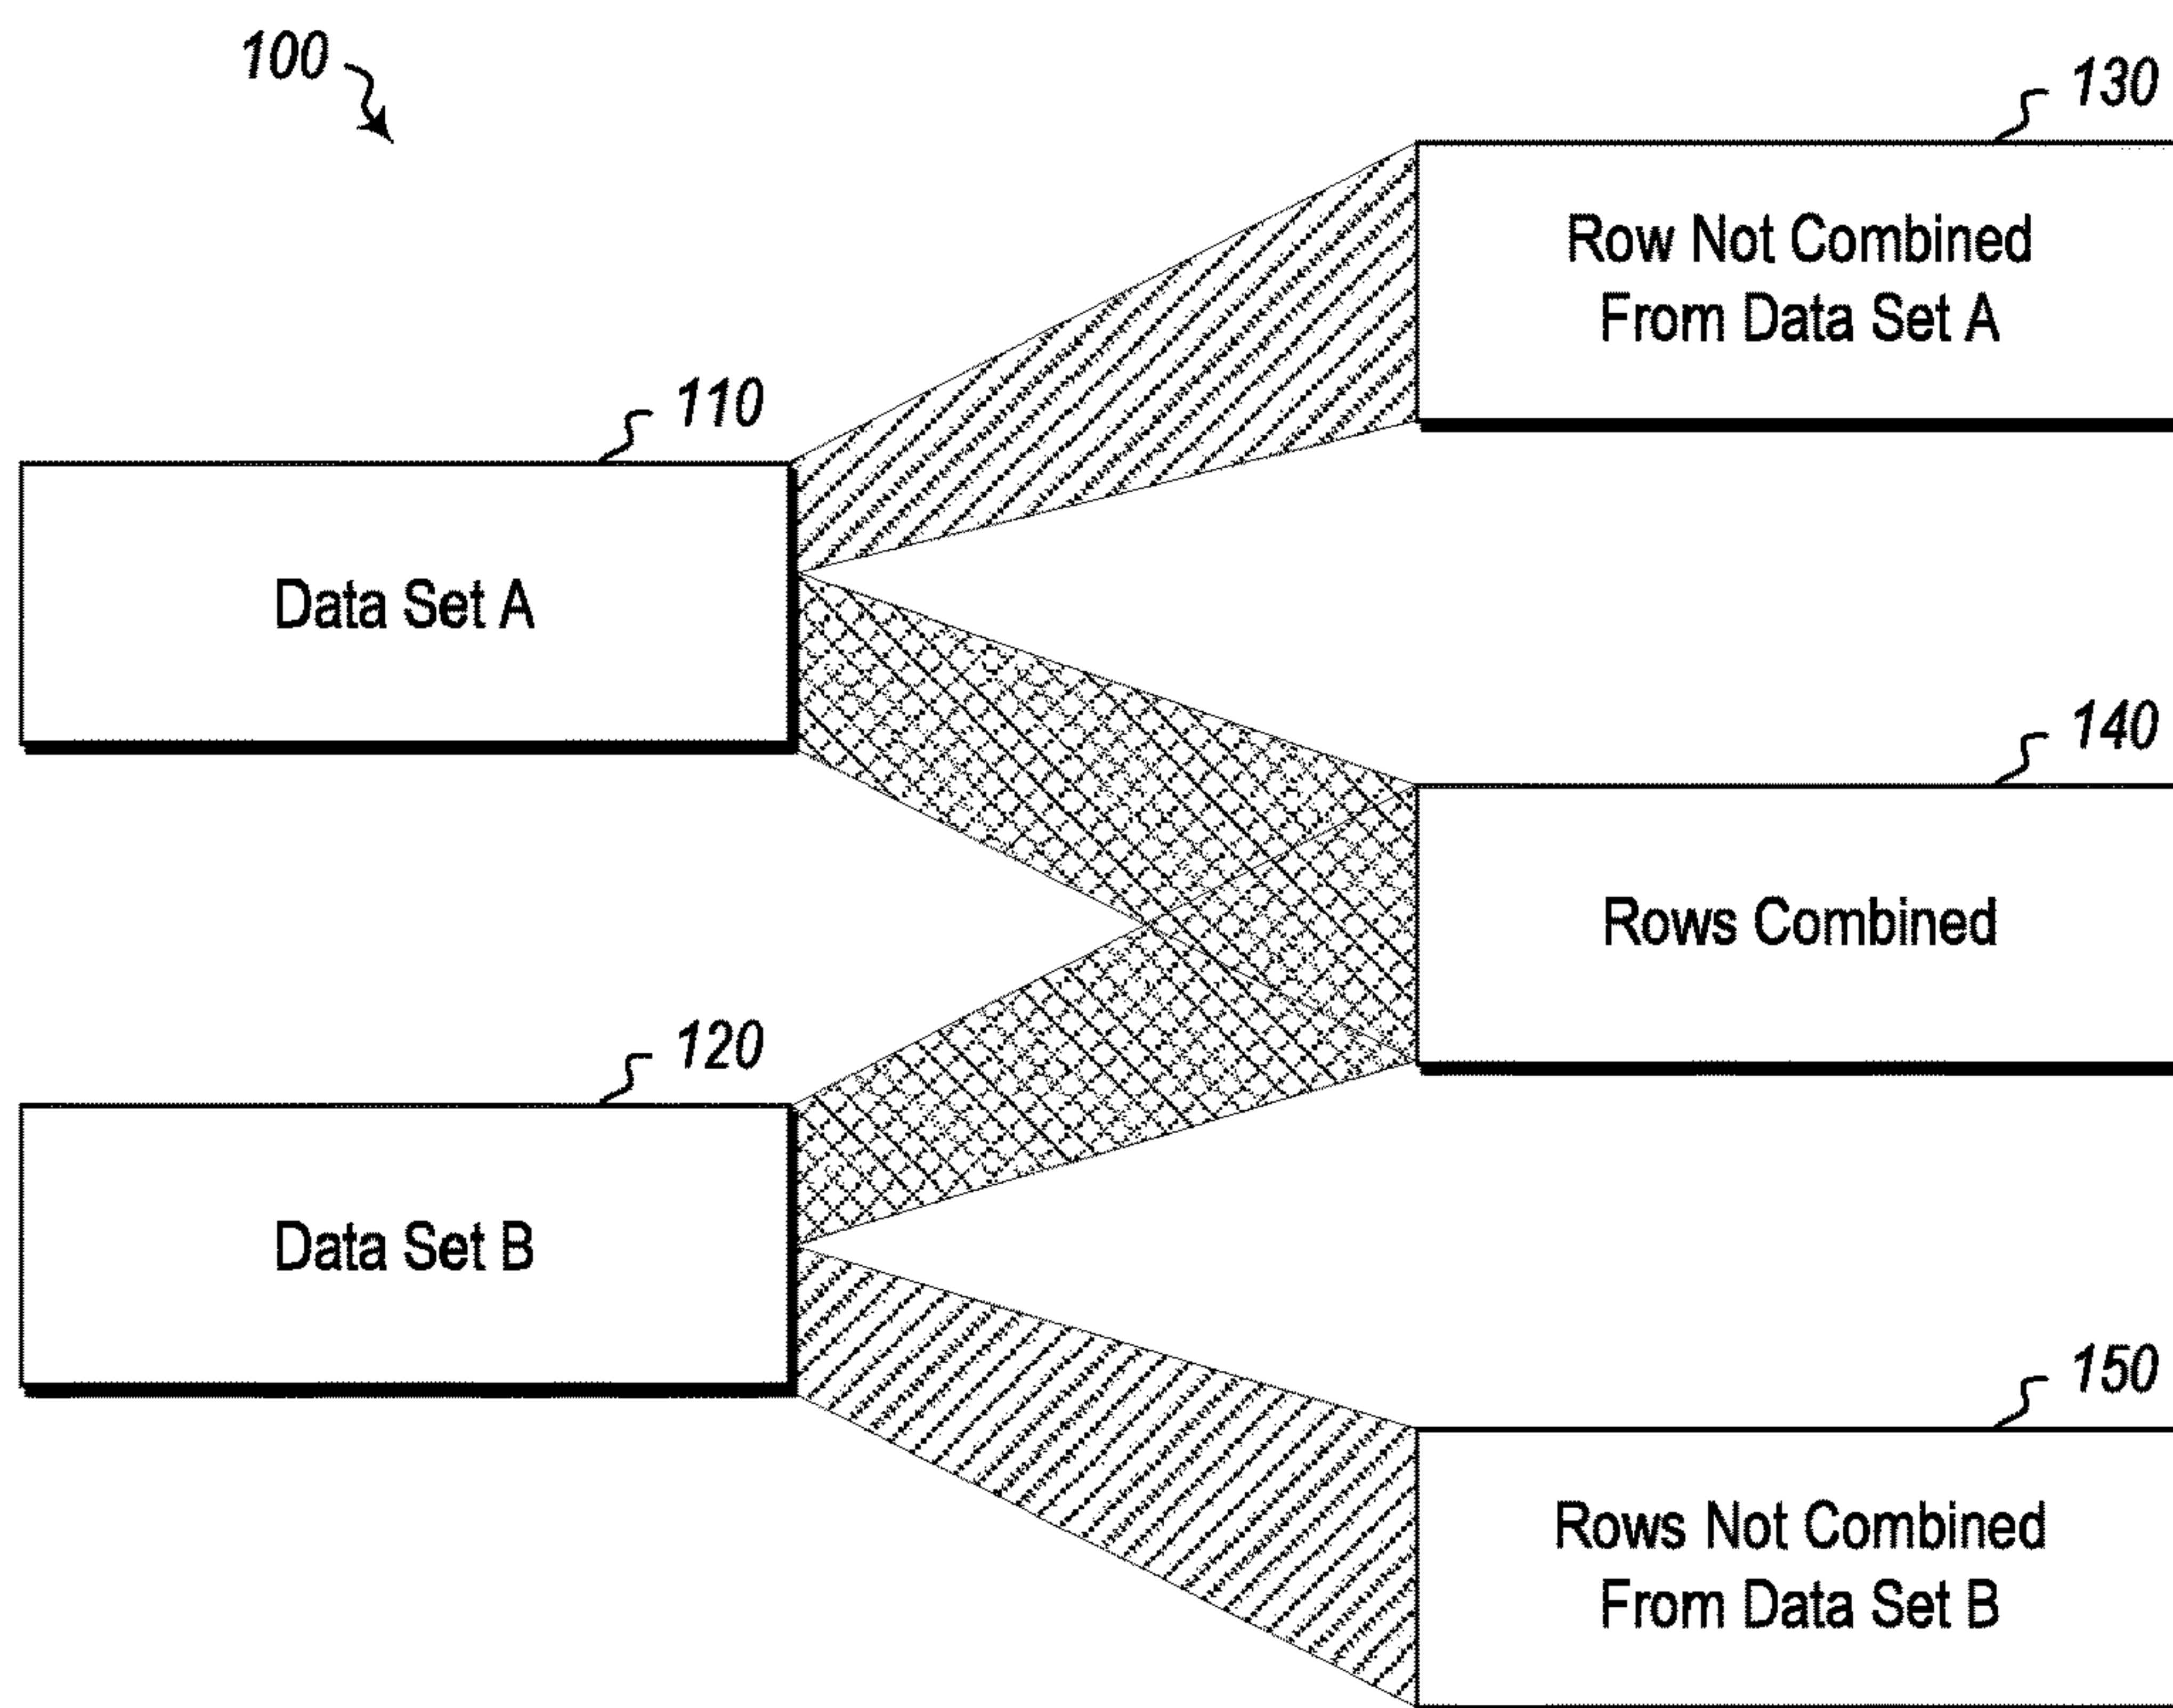 100
130
Row Not Combined
From Data Set A
110
Data Set A
140
Rows Combined
120
Data Set B
150
Rows Not Combined
From Data Set B